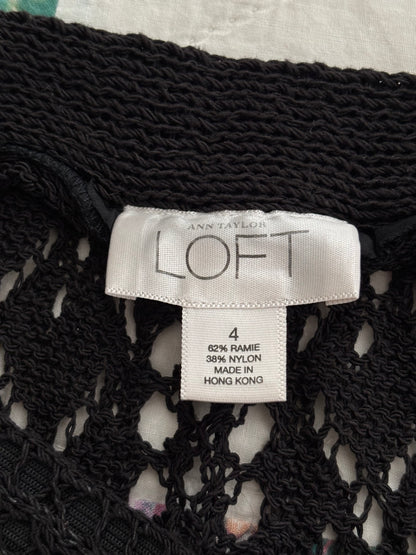 ANN TAYLOR
LOFT
4
62% RAMIE
38% NYLON
MADE IN
HONG KONG